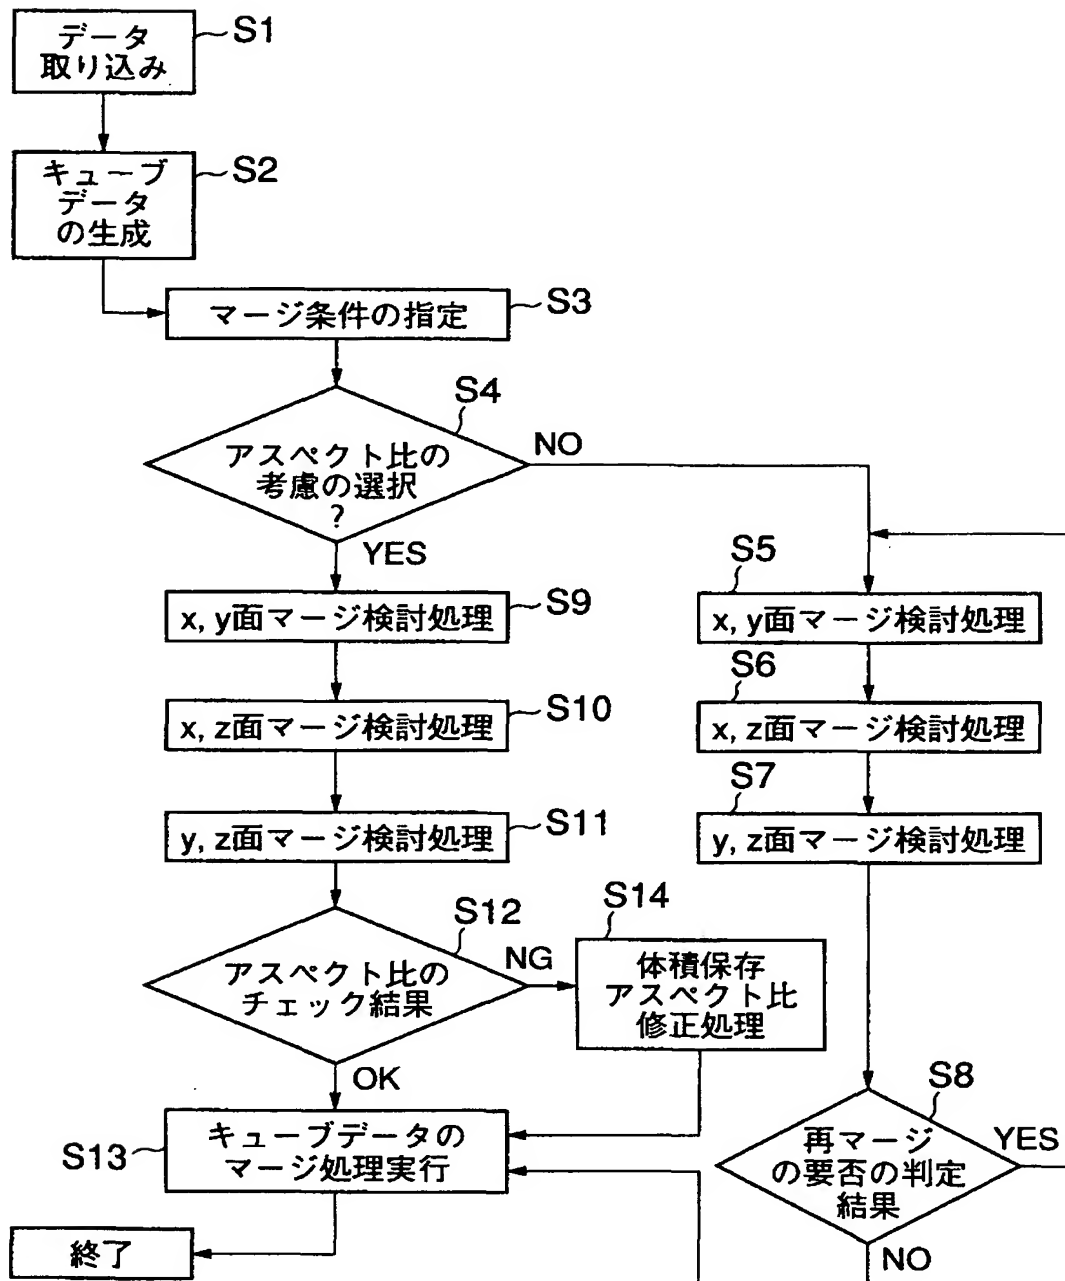 データ
取り込み
S1
キューブ
データ
の生成
S2
マージ条件の指定
S3
アスペクト比の
考慮の選択
?
S4
NO
YES
x, y面マージ検討処理
S9
x, z面マージ検討処理
S10
y, z面マージ検討処理
S11
S5
x, y面マージ検討処理
S6
x, z面マージ検討処理
S7
y, z面マージ検討処理
アスペクト比の
チェック結果
S12
NG
OK
S14
体積保存
アスペクト比
修正処理
S8
再マージ
の要否の判定
結果
YES
NO
S13
キューブデータの
マージ処理実行
終了